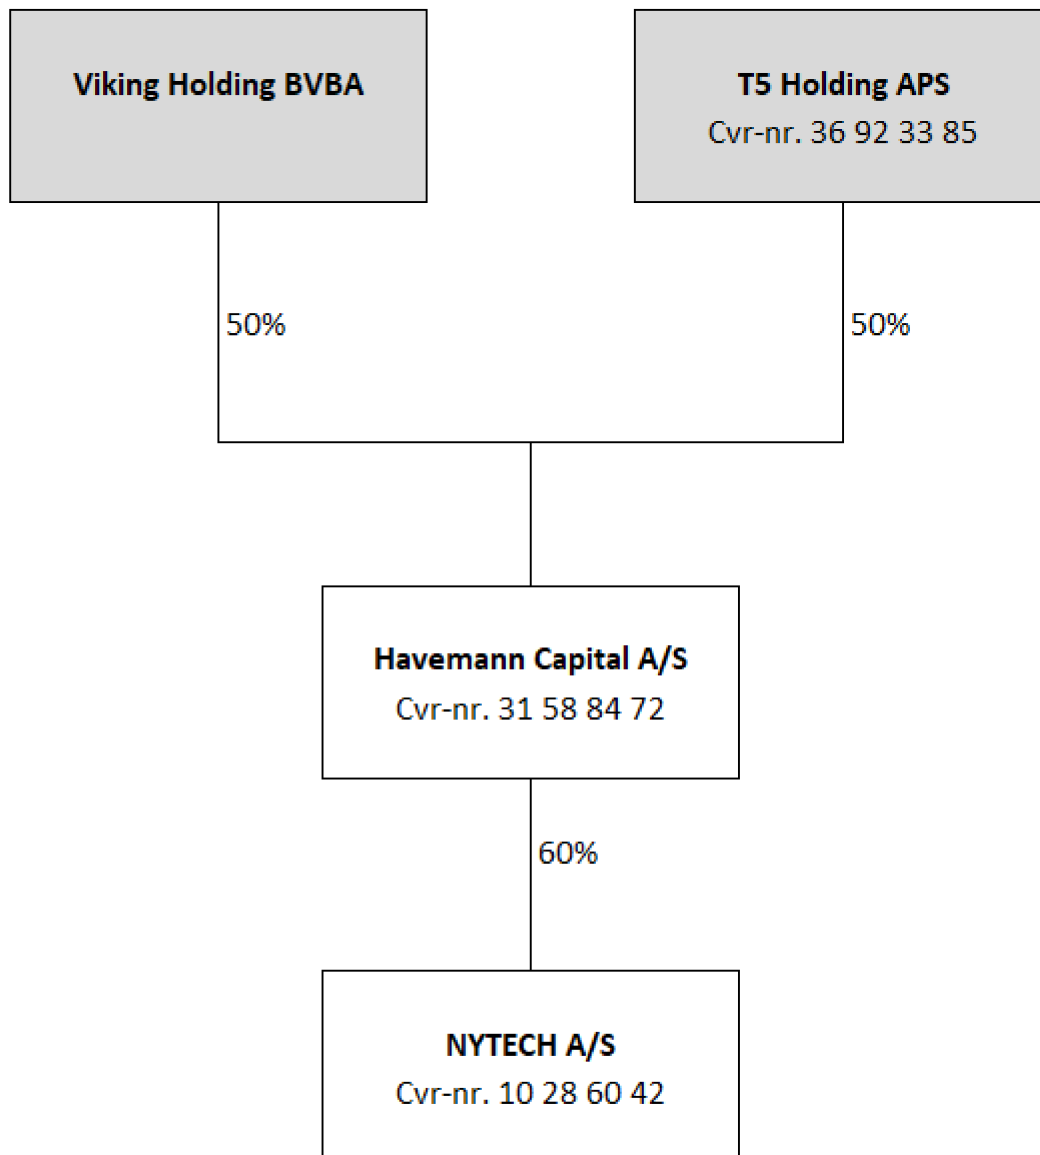 Viking Holding BVBA
T5 Holding APS
Cvr-nr. 36 92 33 85
50%
50%
Havemann Capital A/S
Cvr-nr. 31 58 84 72
60%
NYTECH A/S
Cvr-nr. 10 28 60 42